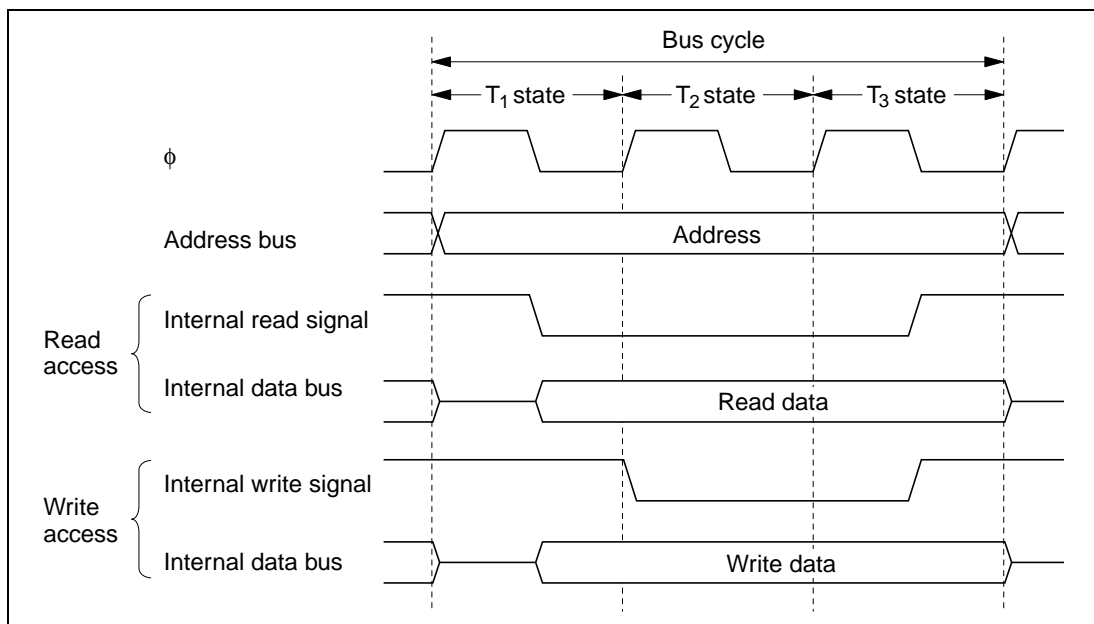 Bus cycle
T₁ state T₂ state T₃ state
ϕ
Address bus Address
Read access
Internal read signal
Internal data bus Read data
Write access
Internal write signal
Internal data bus Write data